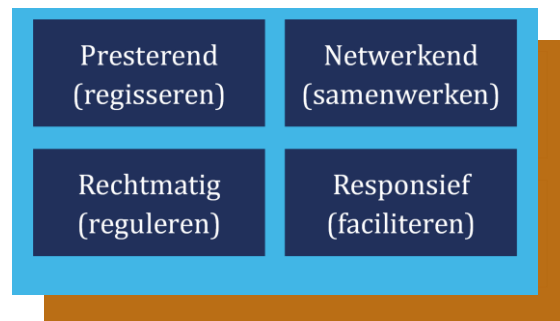 Presterend
(regisseren)
Netwerkend
(samenwerken)
Rechtmatig
(reguleren)
Responsief
(faciliteren)